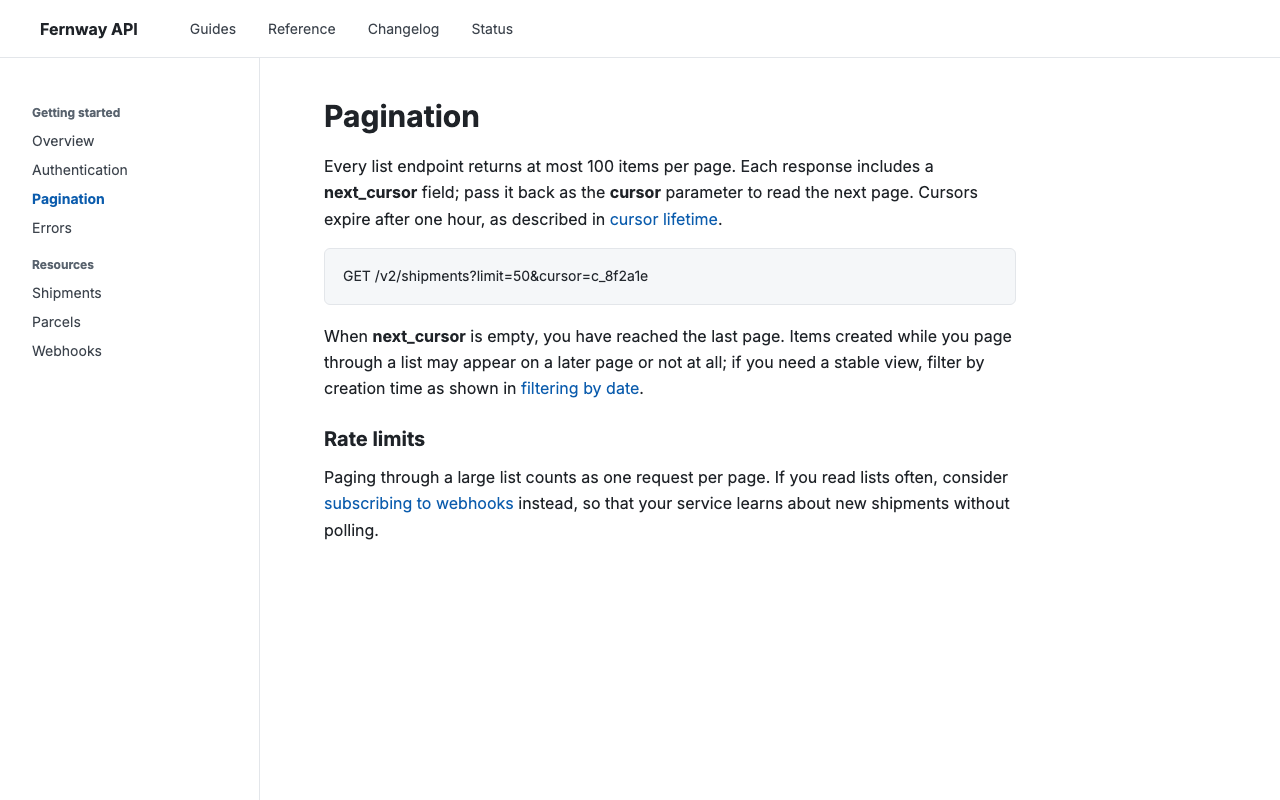 Fernway API
Guides
Reference
Changelog
Status
Getting started
Overview
Authentication
Pagination
Errors
Resources
Shipments
Parcels
Webhooks
Pagination
Every list endpoint returns at most 100 items per page. Each response includes a
next_cursor field; pass it back as the cursor parameter to read the next page. Cursors
expire after one hour, as described in cursor lifetime.
GET /v2/shipments?limit=50&cursor=c_8f2a1e
When next_cursor is empty, you have reached the last page. Items created while you page
through a list may appear on a later page or not at all; if you need a stable view, filter by
creation time as shown in filtering by date.
Rate limits
Paging through a large list counts as one request per page. If you read lists often, consider
subscribing to webhooks instead, so that your service learns about new shipments without
polling.